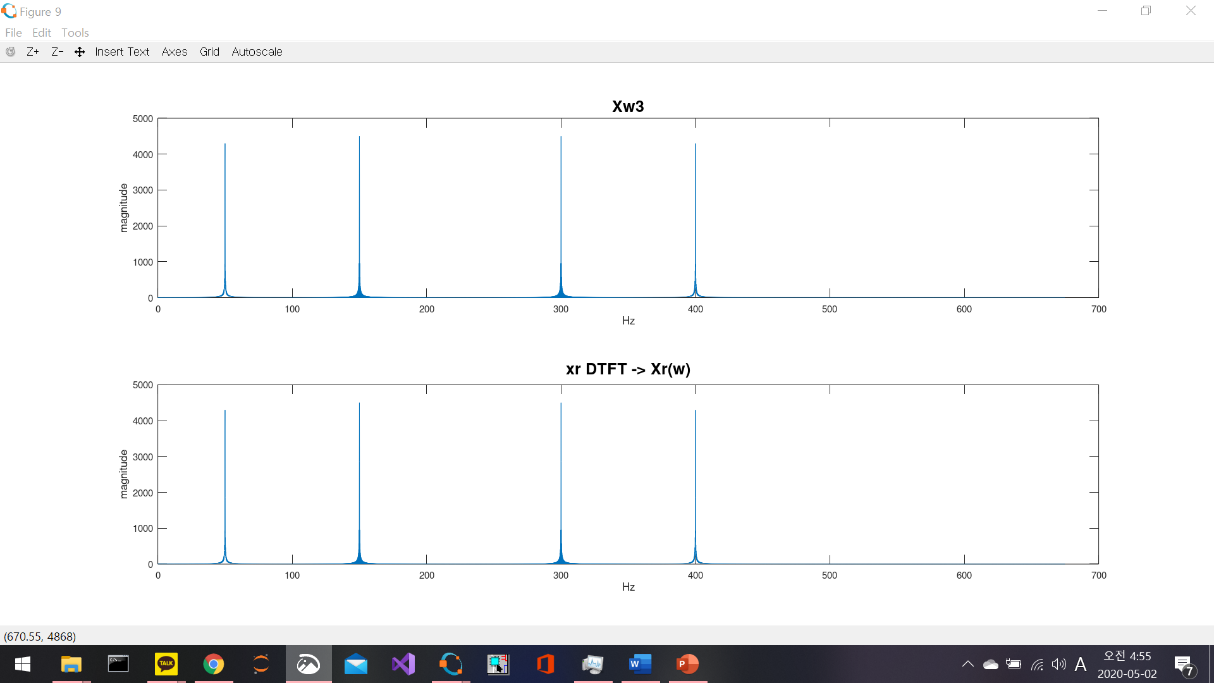 Figure 9
File Edit Tools
Z+ Z- Insert Text Axes Grid Autoscale
Xw3
5000
4000
3000
2000
1000
0
magnitude
0 100 200 300 400 500 600 700
Hz
xr DTFT -> Xr(w)
5000
4000
3000
2000
1000
0
magnitude
0 100 200 300 400 500 600 700
Hz
(670.55, 4868)
TALK
W
P
A
오전 4:55
2020-05-02
7